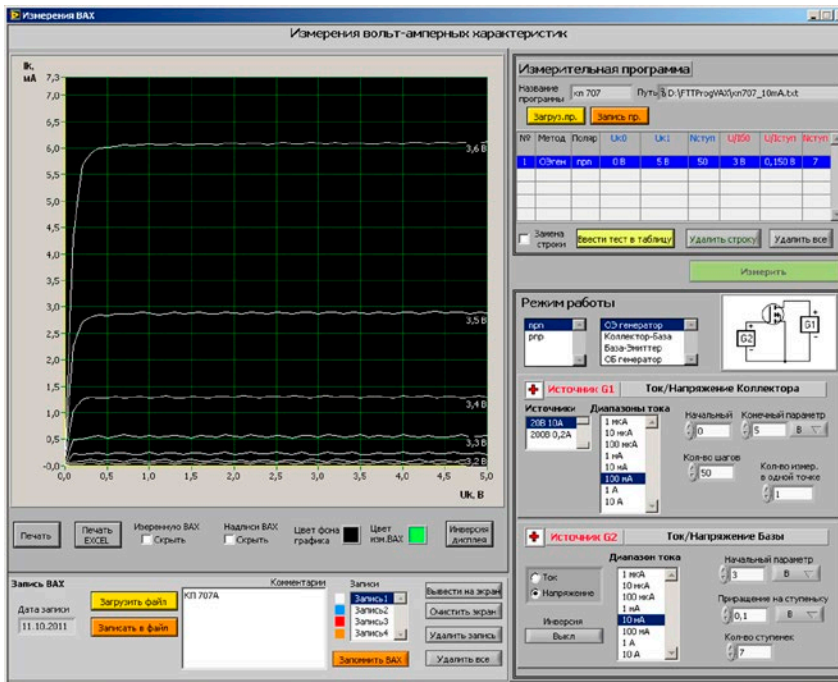 Измерения ВАХ
Измерения вольт-амперных характеристик
Iк,
мА
7,3
7,0
6,5
6,0
5,5
5,0
4,5
4,0
3,5
3,0
2,5
2,0
1,5
1,0
0,5
-0,0
3,6 В
3,5 В
3,4 В
3,3 В
3,2 В
0,0 0,5 1,0 1,5 2,0 2,5 3,0 3,5 4,0 4,5 5,0
Uк, В
Печать
Печать EXCEL
Измеренную ВАХ
Скрыть
Надписи ВАХ
Скрыть
Цвет фона
графика
Цвет
изм.ВАХ
Инверсия
дисплея
Запись ВАХ
Дата записи
11.10.2011
Загрузить файл
Записать в файл
Комментарии
КП 707А
Записи
Запись1
Запись2
Запись3
Запись4
Запомнить ВАХ
Вывести на экран
Очистить экран
Удалить запись
Удалить все
Измерительная программа
Название
программы
кп 707
Путь D:\FTTProgVAX\кп707_10mA.txt
Загруз.пр.
Запись пр.
№ Метод Поляр Uк0 Uк1 Nступ U/Iб0 U/Iступ Nступ
1 ОЭген npn 0 В 5 В 50 3 В 0,150 В 7
Замена
строки
Ввести тест в таблицу
Удалить строку
Удалить все
Измерить
Режим работы
npn
pnp
ОЭ генератор
Коллектор-База
База-Эмиттер
ОБ генератор
G2
G1
Источник G1
Ток/Напряжение Коллектора
Источники
20В 10А
200В 0,2А
Диапазоны тока
1 мкА
10 мкА
100 мкА
1 мА
10 мА
100 мА
1 А
10 А
Начальный
0
Конечный параметр
5 В
Кол-во шагов
50
Кол-во измер.
в одной точке
1
Источник G2
Ток/Напряжение Базы
Ток
Напряжение
Инверсия
Выкл
Диапазон тока
1 мкА
10 мкА
100 мкА
1 мА
10 мА
100 мА
1 А
10 А
Начальный параметр
3 В
Приращение на ступеньку
0,1 В
Кол-во ступенек
7